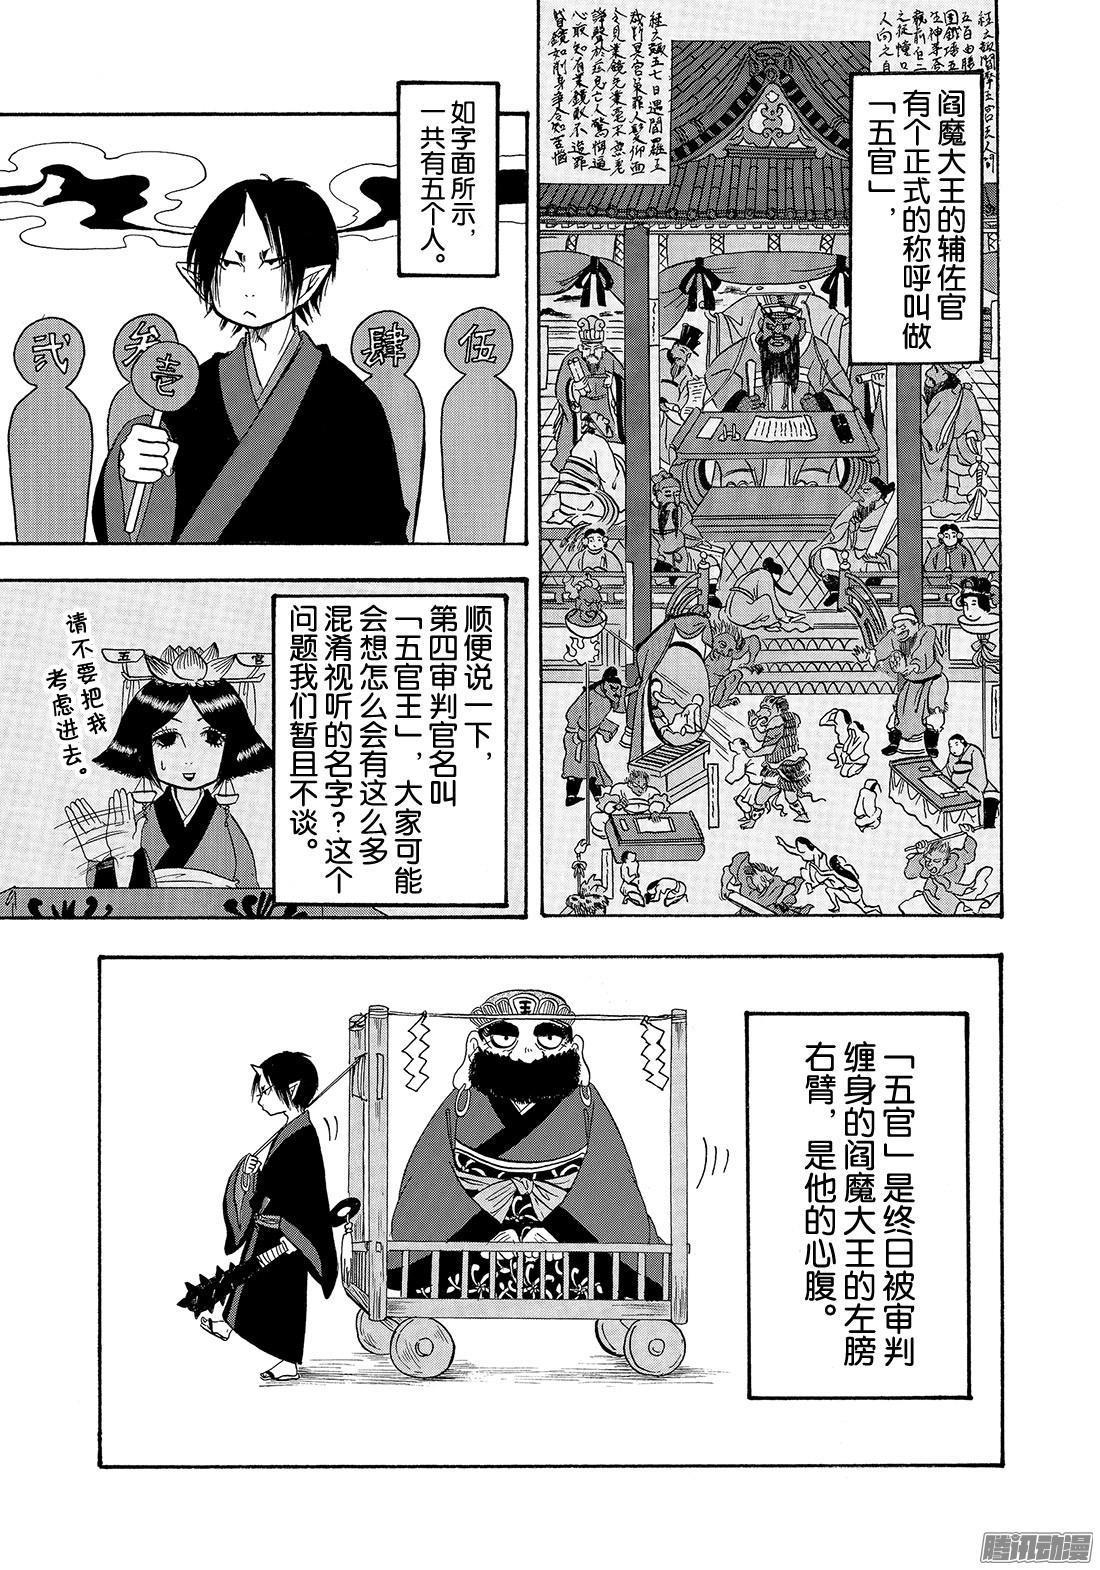 阎魔大王的辅佐官
有个正式的称呼叫做
「五官」，
如字面所示，
一共有五个人。
贰
叁
壹
肆
伍
顺便说一下，
第四审判官名叫
「五官王」，大家可能
会想怎么会有这么多
混淆视听的名字？这个
问题我们暂且不谈。
五 官
请不要把我
考虑进去。
「五官」是终日被审判
缠身的阎魔大王的左膀
右臂，是他的心腹。
王
腾讯动漫